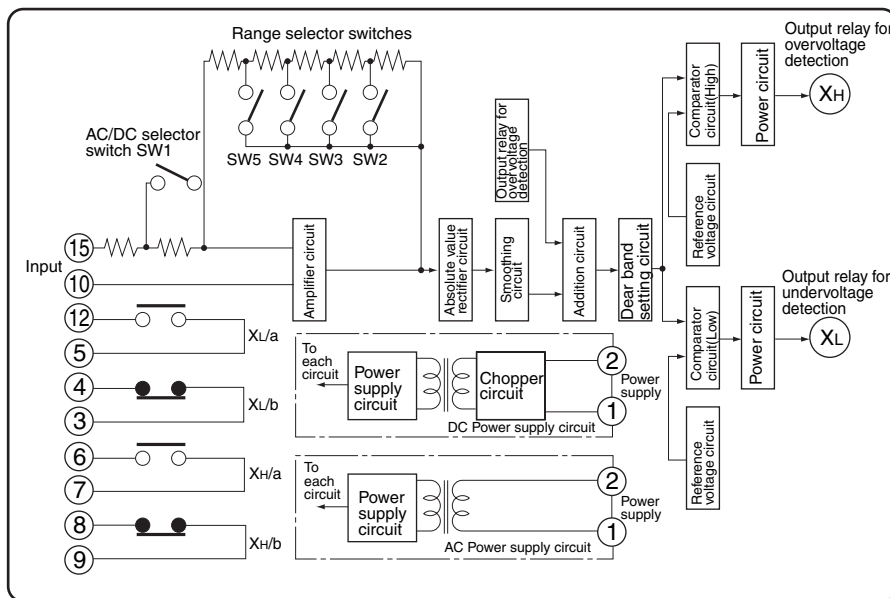 Range selector switches
SW5 SW4 SW3 SW2
AC/DC selector
switch SW1
Input
15
10
12
5
XL/a
4
3
XL/b
6
7
XH/a
8
9
XH/b
Amplifier circuit
Absolute value
rectifier circuit
Smoothing
circuit
Output relay for
overvoltage
detection
Addition circuit
Dear band
setting circuit
Comparator
circuit(High)
Power circuit
Output relay for
overvoltage
detection
XH
Reference
voltage circuit
Comparator
circuit(Low)
Power circuit
Output relay for
undervoltage
detection
XL
Reference
voltage circuit
To
each
circuit
Power
supply
circuit
Chopper
circuit
2
Power
supply
1
DC Power supply circuit
To
each
circuit
Power
supply
circuit
2
Power
supply
1
AC Power supply circuit